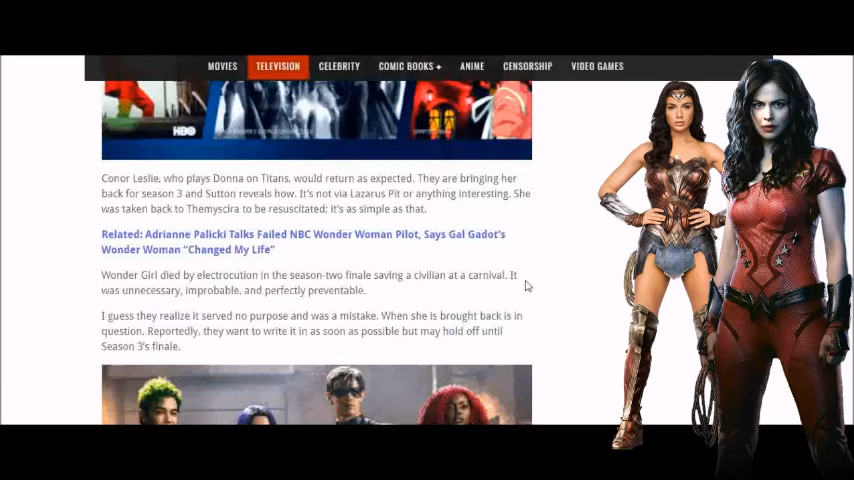 MOVIES TELEVISION CELEBRITY COMIC BOOKS + ANIME CENSORSHIP VIDEO GAMES
HBO
Conor Leslie, who plays Donna on Titans, would return as expected. They are bringing her
back for season 3 and Sutton reveals how. It's not via Lazarus Pit or anything interesting. She
was taken back to Themyscira to be resuscitated; it's as simple as that.
Related: Adrianne Palicki Talks Failed NBC Wonder Woman Pilot, Says Gal Gadot's
Wonder Woman “Changed My Life”
Wonder Girl died by electrocution in the season-two finale saving a civilian at a carnival. It
was unnecessary, improbable, and perfectly preventable.
I guess they realize it served no purpose and was a mistake. When she is brought back is in
question. Reportedly, they want to write it in as soon as possible but may hold off until
Season 3's finale.